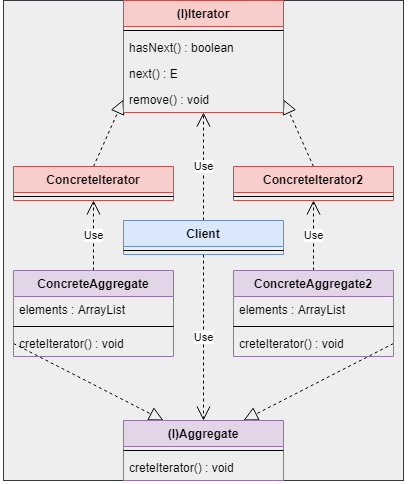 (I)Iterator
hasNext() : boolean
next() : E
remove() : void
Use
ConcreteIterator
ConcreteIterator2
Use
Client
Use
ConcreteAggregate
elements : ArrayList
cretelterator() : void
ConcreteAggregate2
elements : ArrayList
creteIterator() : void
Use
(I)Aggregate
creteIterator() : void